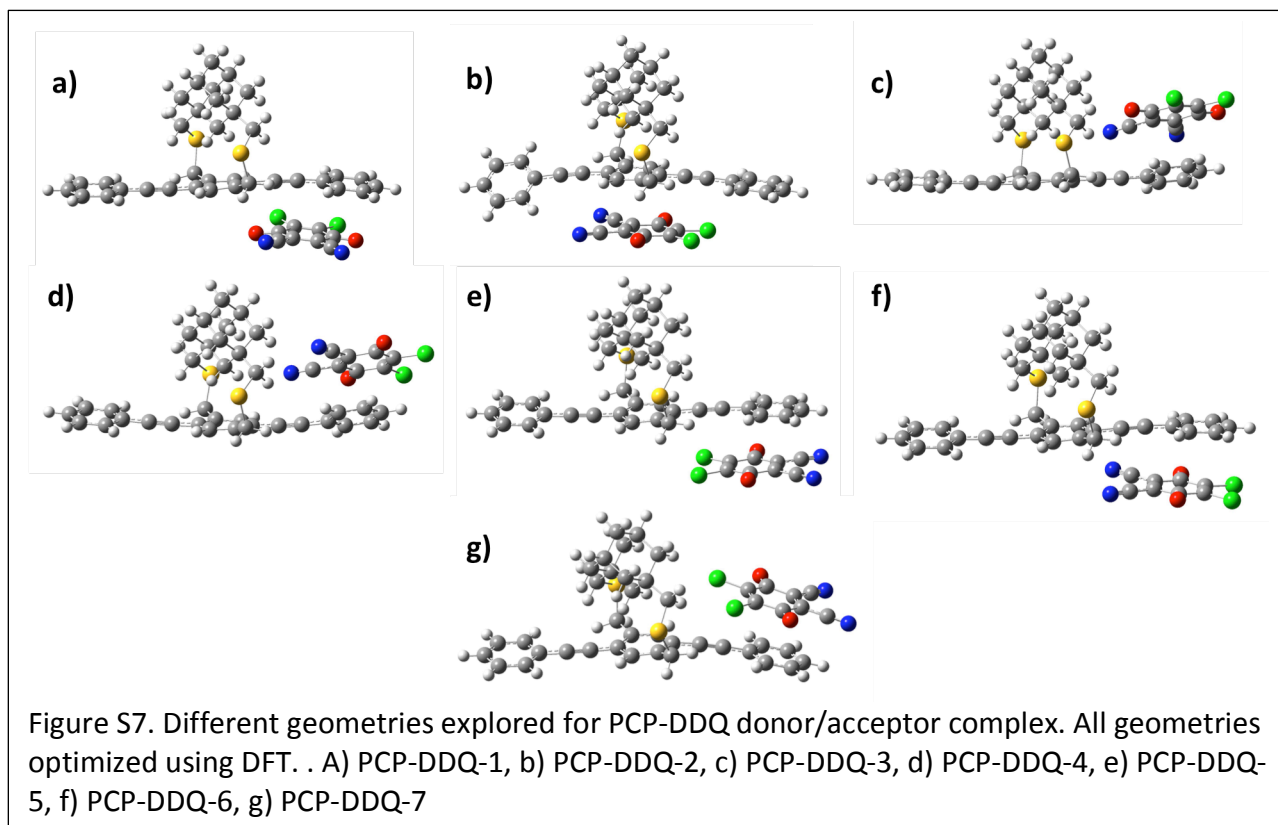 a)
b)
c)
d)
e)
f)
g)
Figure S7. Different geometries explored for PCP-DDQ donor/acceptor complex. All geometries
optimized using DFT. . A) PCP-DDQ-1, b) PCP-DDQ-2, c) PCP-DDQ-3, d) PCP-DDQ-4, e) PCP-DDQ-
5, f) PCP-DDQ-6, g) PCP-DDQ-7